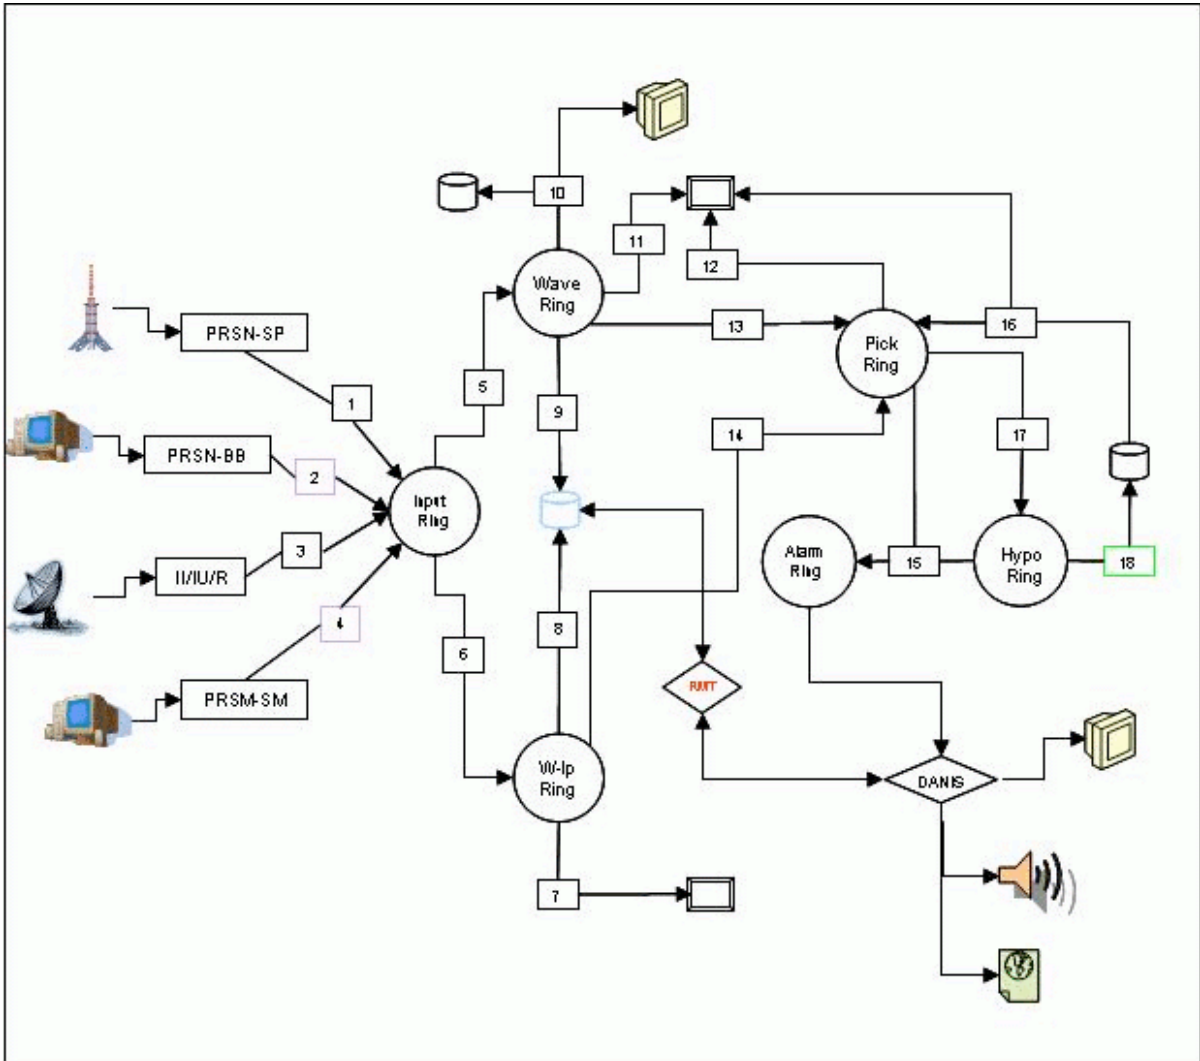 10
11
12
Wave
Ring
PRSN-SP
13
16
Pick
Ring
5
1
9
14
17
PRSN-BB
2
Input
Ring
3
II/IU/R
Alarm
Ring
15
Hypo
Ring
18
4
8
6
PRSM-SM
RMT
W-lp
Ring
DANIS
7